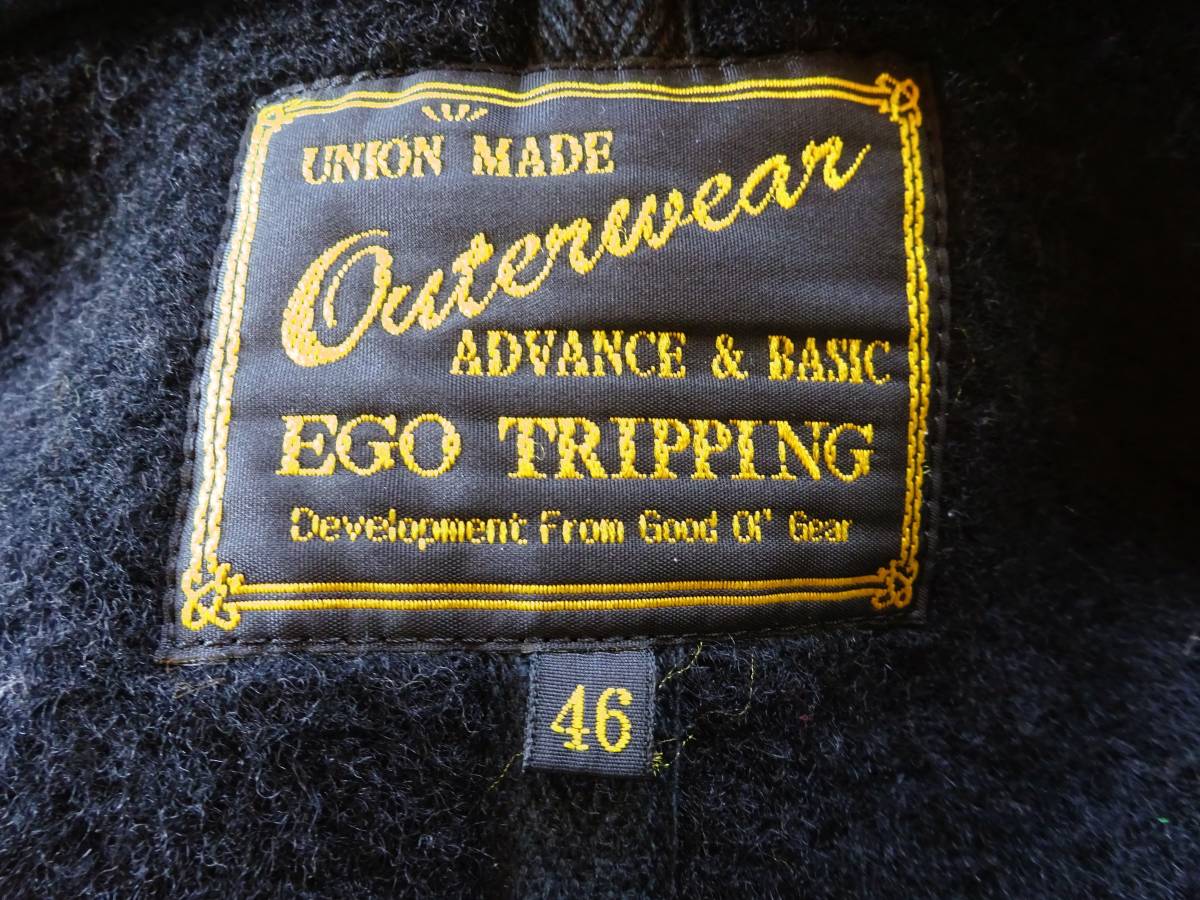 UNION MADE
Outerwear
ADVANCE & BASIC
EGO TRIPPING
Development From Good Ol' Gear
46